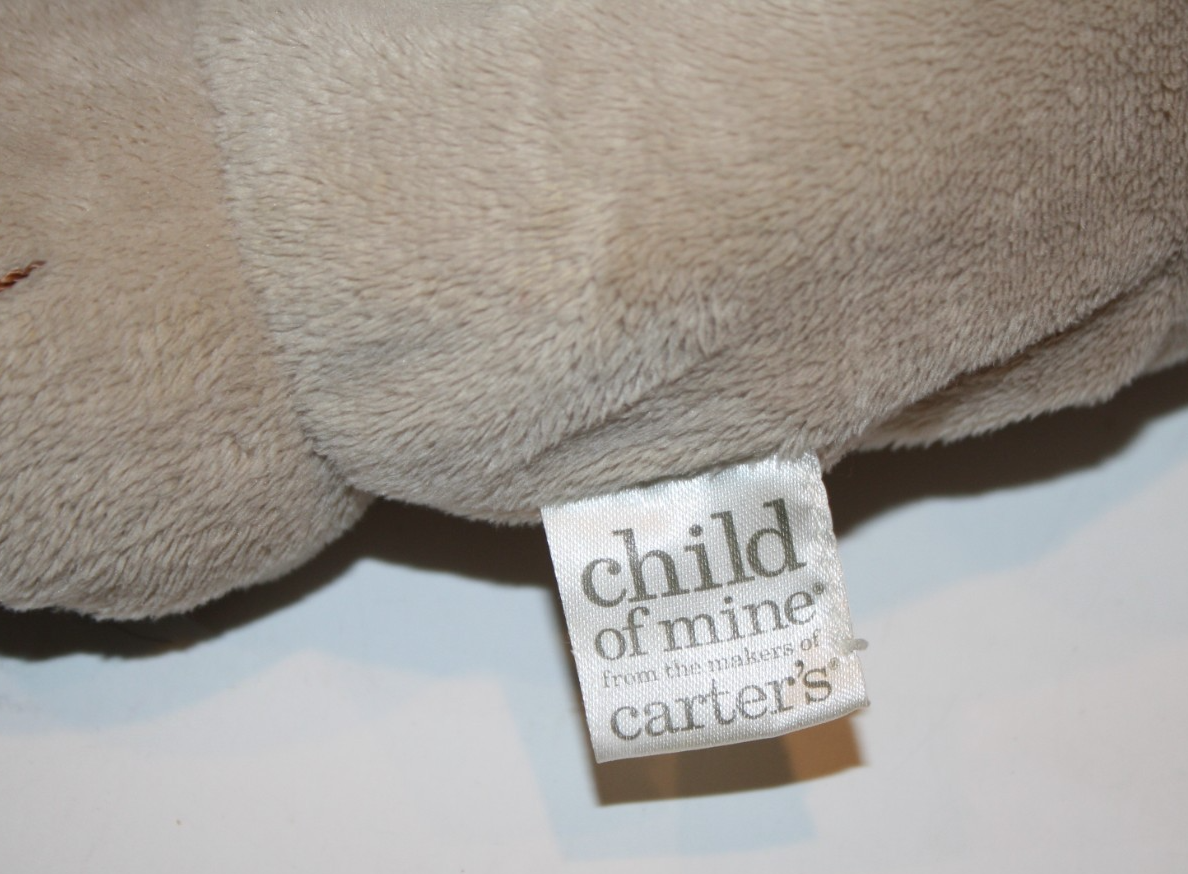 child
of mine®
from the makers of
carter's®